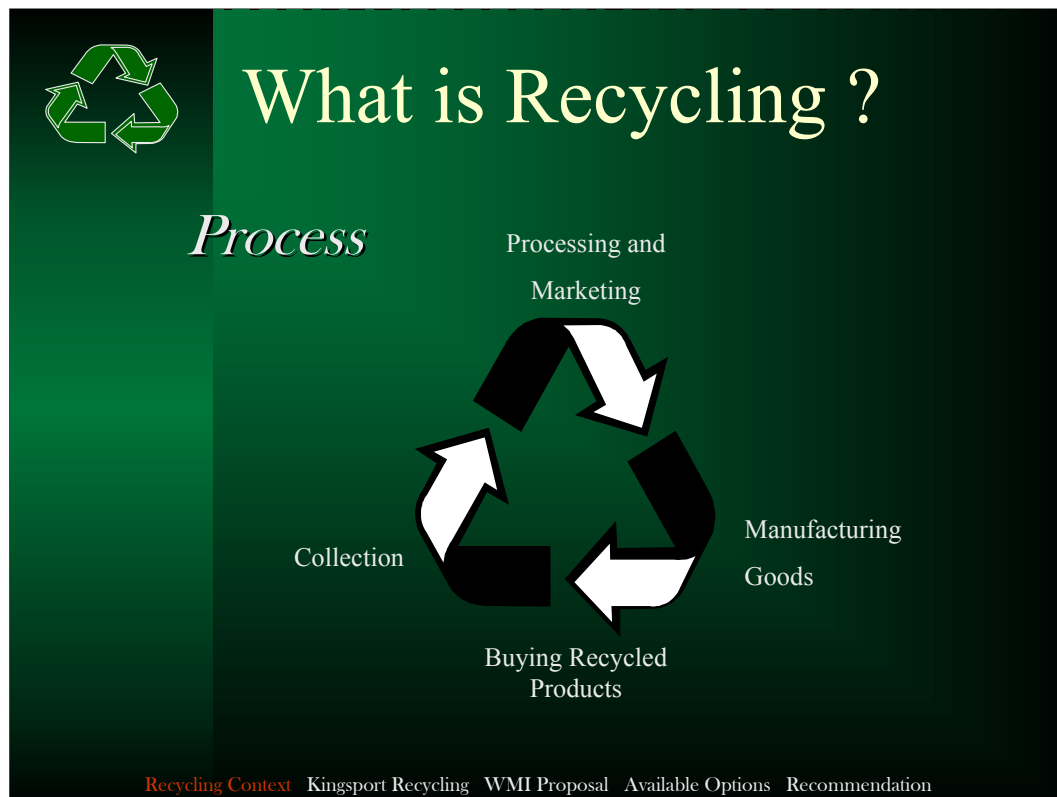 What is Recycling ?
Process
Processing and
Marketing
Collection
Manufacturing
Goods
Buying Recycled
Products
Recycling Context Kingsport Recycling WMI Proposal Available Options Recommendation